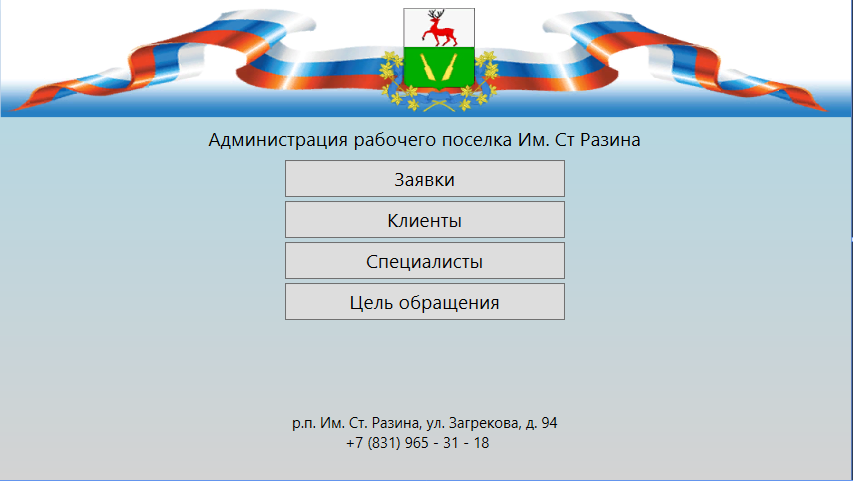 Администрация рабочего поселка Им. Ст Разина
Заявки
Клиенты
Специалисты
Цель обращения
р.п. Им. Ст. Разина, ул. Загрекова, д. 94
+7 (831) 965 - 31 - 18